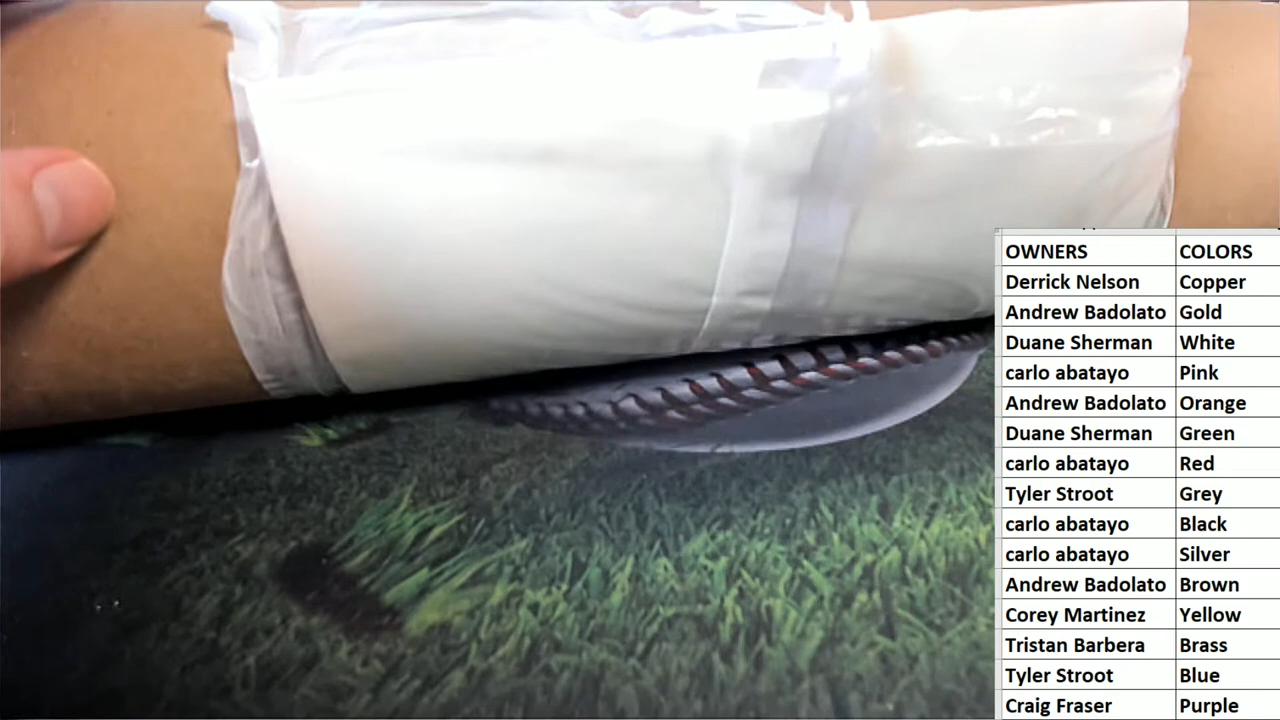 OWNERS COLORS
Derrick Nelson Copper
Andrew Badolato Gold
Duane Sherman White
carlo abatayo Pink
Andrew Badolato Orange
Duane Sherman Green
carlo abatayo Red
Tyler Stroot Grey
carlo abatayo Black
carlo abatayo Silver
Andrew Badolato Brown
Corey Martinez Yellow
Tristan Barbera Brass
Tyler Stroot Blue
Craig Fraser Purple